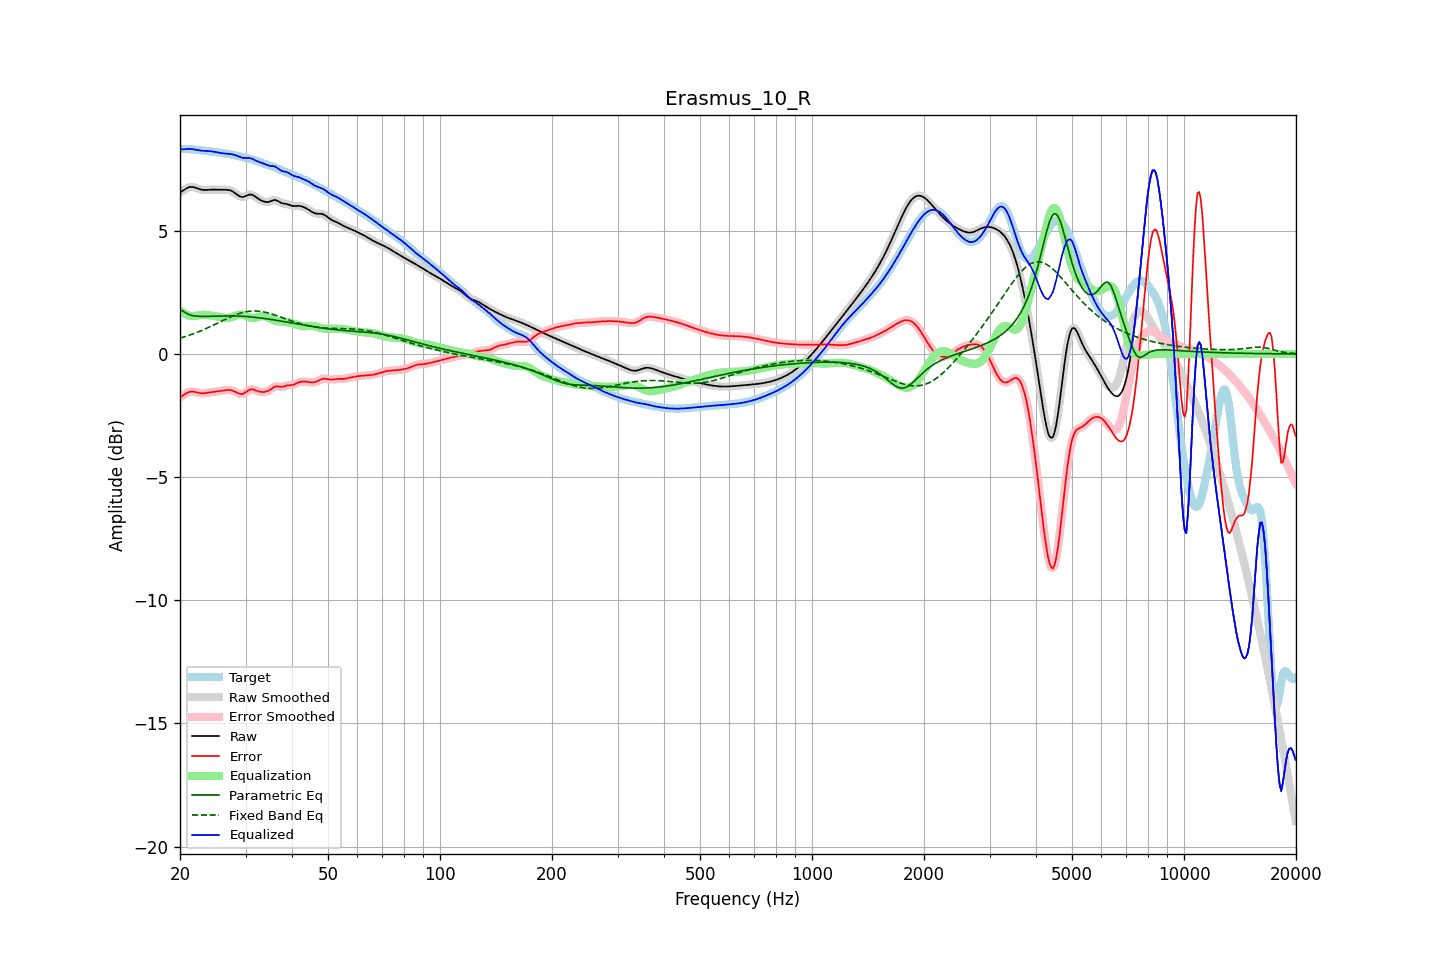 Erasmus_10_R
Amplitude (dBr)
5
0
−5
−10
−15
−20
Target
Raw Smoothed
Error Smoothed
Raw
Error
Equalization
Parametric Eq
Fixed Band Eq
Equalized
20 50 100 200 500 1000 2000 5000 10000 20000
Frequency (Hz)